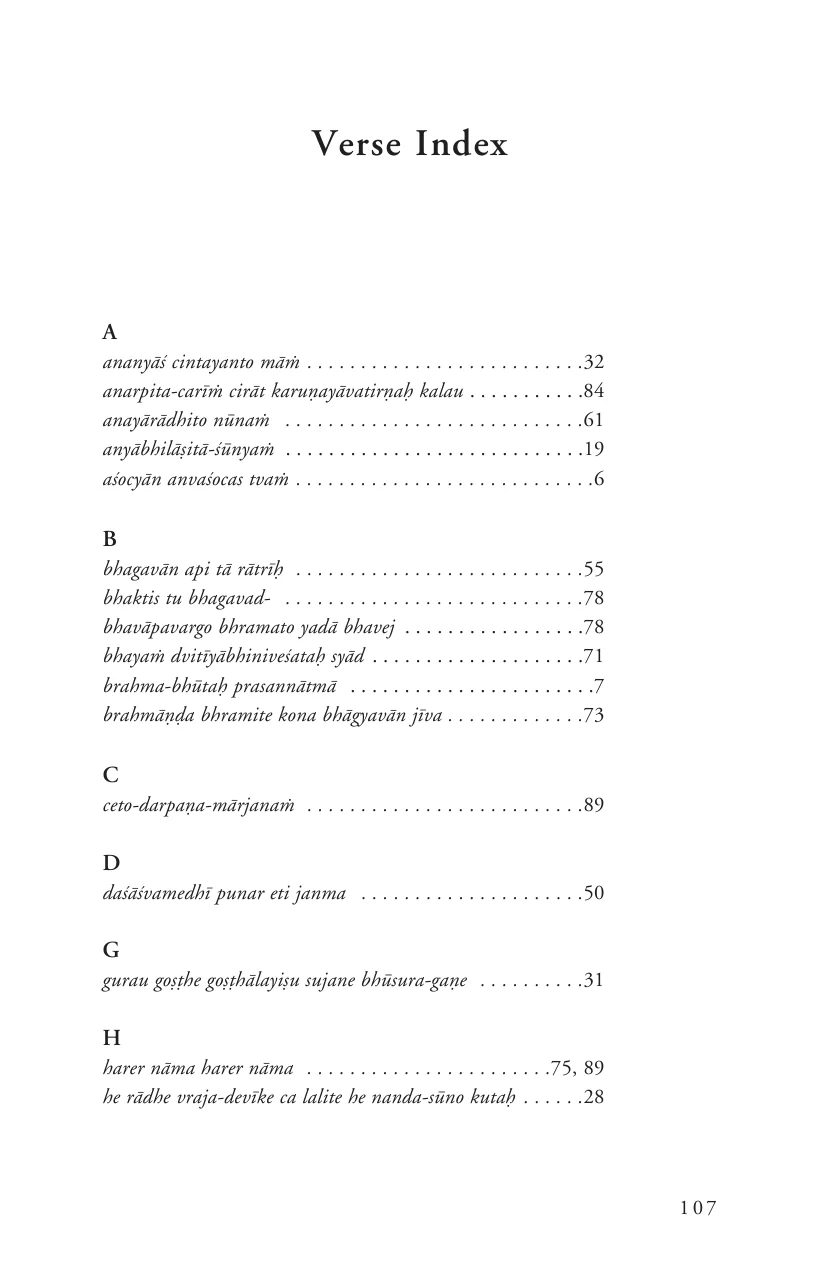 Verse Index
A
ananyāś cintayanto māṁ . . . . . . . . . . . . . . . . . . . . . . . . . .32
anarpita-carīṁ cirāt karuṇayāvatirṇaḥ kalau . . . . . . . . . . .84
anayārādhito nūnaṁ . . . . . . . . . . . . . . . . . . . . . . . . . . . .61
anyābhilāṣitā-śūnyaṁ . . . . . . . . . . . . . . . . . . . . . . . . . . . .19
aśocyān anvaśocas tvaṁ . . . . . . . . . . . . . . . . . . . . . . . . . . . .6
B
bhagavān api tā rātrīḥ . . . . . . . . . . . . . . . . . . . . . . . . . . .55
bhaktis tu bhagavad- . . . . . . . . . . . . . . . . . . . . . . . . . . . .78
bhavāpavargo bhramato yadā bhavej . . . . . . . . . . . . . . . . .78
bhayaṁ dvitīyābhiniveśataḥ syād . . . . . . . . . . . . . . . . . . . .71
brahma-bhūtaḥ prasannātmā . . . . . . . . . . . . . . . . . . . . . . .7
brahmāṇḍa bhramite kona bhāgyavān jīva . . . . . . . . . . . . .73
C
ceto-darpaṇa-mārjanaṁ . . . . . . . . . . . . . . . . . . . . . . . . . .89
D
daśāśvamedhī punar eti janma . . . . . . . . . . . . . . . . . . . . .50
G
gurau goṣṭhe goṣṭhālayiṣu sujane bhūsura-gaṇe . . . . . . . . . .31
H
harer nāma harer nāma . . . . . . . . . . . . . . . . . . . . . . .75, 89
he rādhe vraja-devīke ca lalite he nanda-sūno kutaḥ . . . . . .28
107